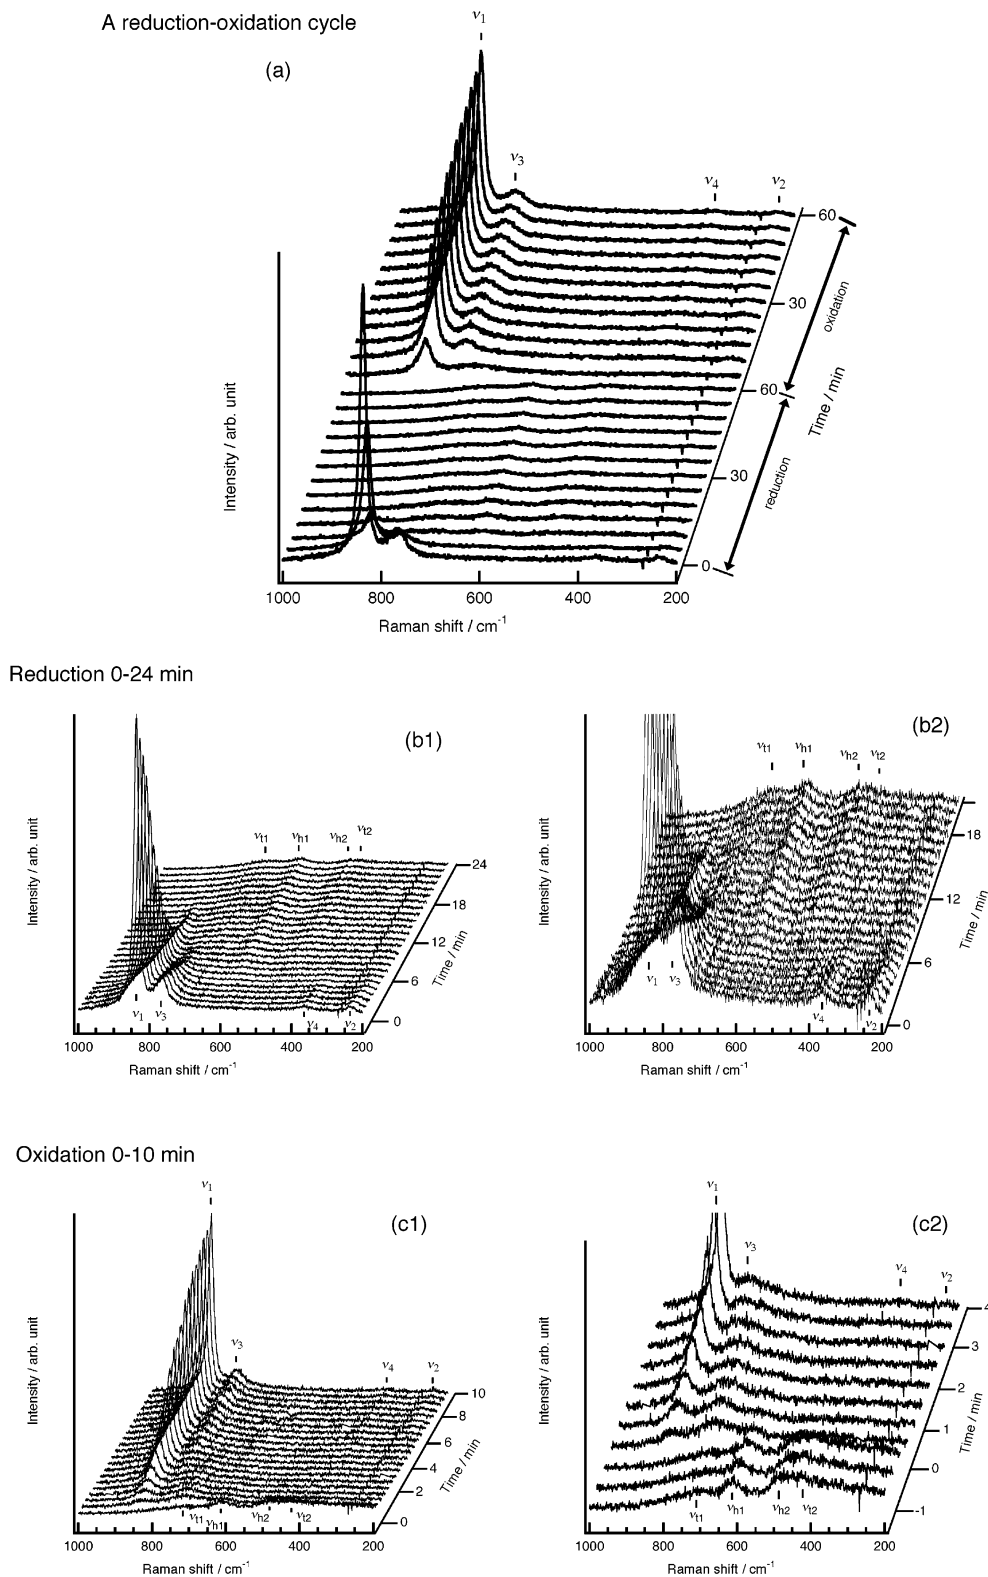 A reduction-oxidation cycle
(a)
ν1
ν3
ν4
ν2
60
30
60
30
0
oxidation
reduction
Time / min
Intensity / arb. unit
1000 800 600 400 200
Raman shift / cm-1
Reduction 0-24 min
(b1)
νt1 νh1 νh2 νt2
24
18
12
6
0
Time / min
Intensity / arb. unit
ν1 ν3 ν4 ν2
1000 800 600 400 200
Raman shift / cm-1
(b2)
νt1 νh1 νh2 νt2
18
12
6
0
Time / min
Intensity / arb. unit
ν1 ν3 ν4 ν2
1000 800 600 400 200
Raman shift / cm-1
Oxidation 0-10 min
(c1)
ν1
ν3
ν4 ν2
10
8
6
4
2
0
Time / min
Intensity / arb. unit
νt1 νh1 νh2 νt2
1000 800 600 400 200
Raman shift / cm-1
(c2)
ν1
ν3
ν4 ν2
4
3
2
1
0
-1
Time / min
Intensity / arb. unit
νt1 νh1 νh2 νt2
1000 800 600 400 200
Raman shift / cm-1